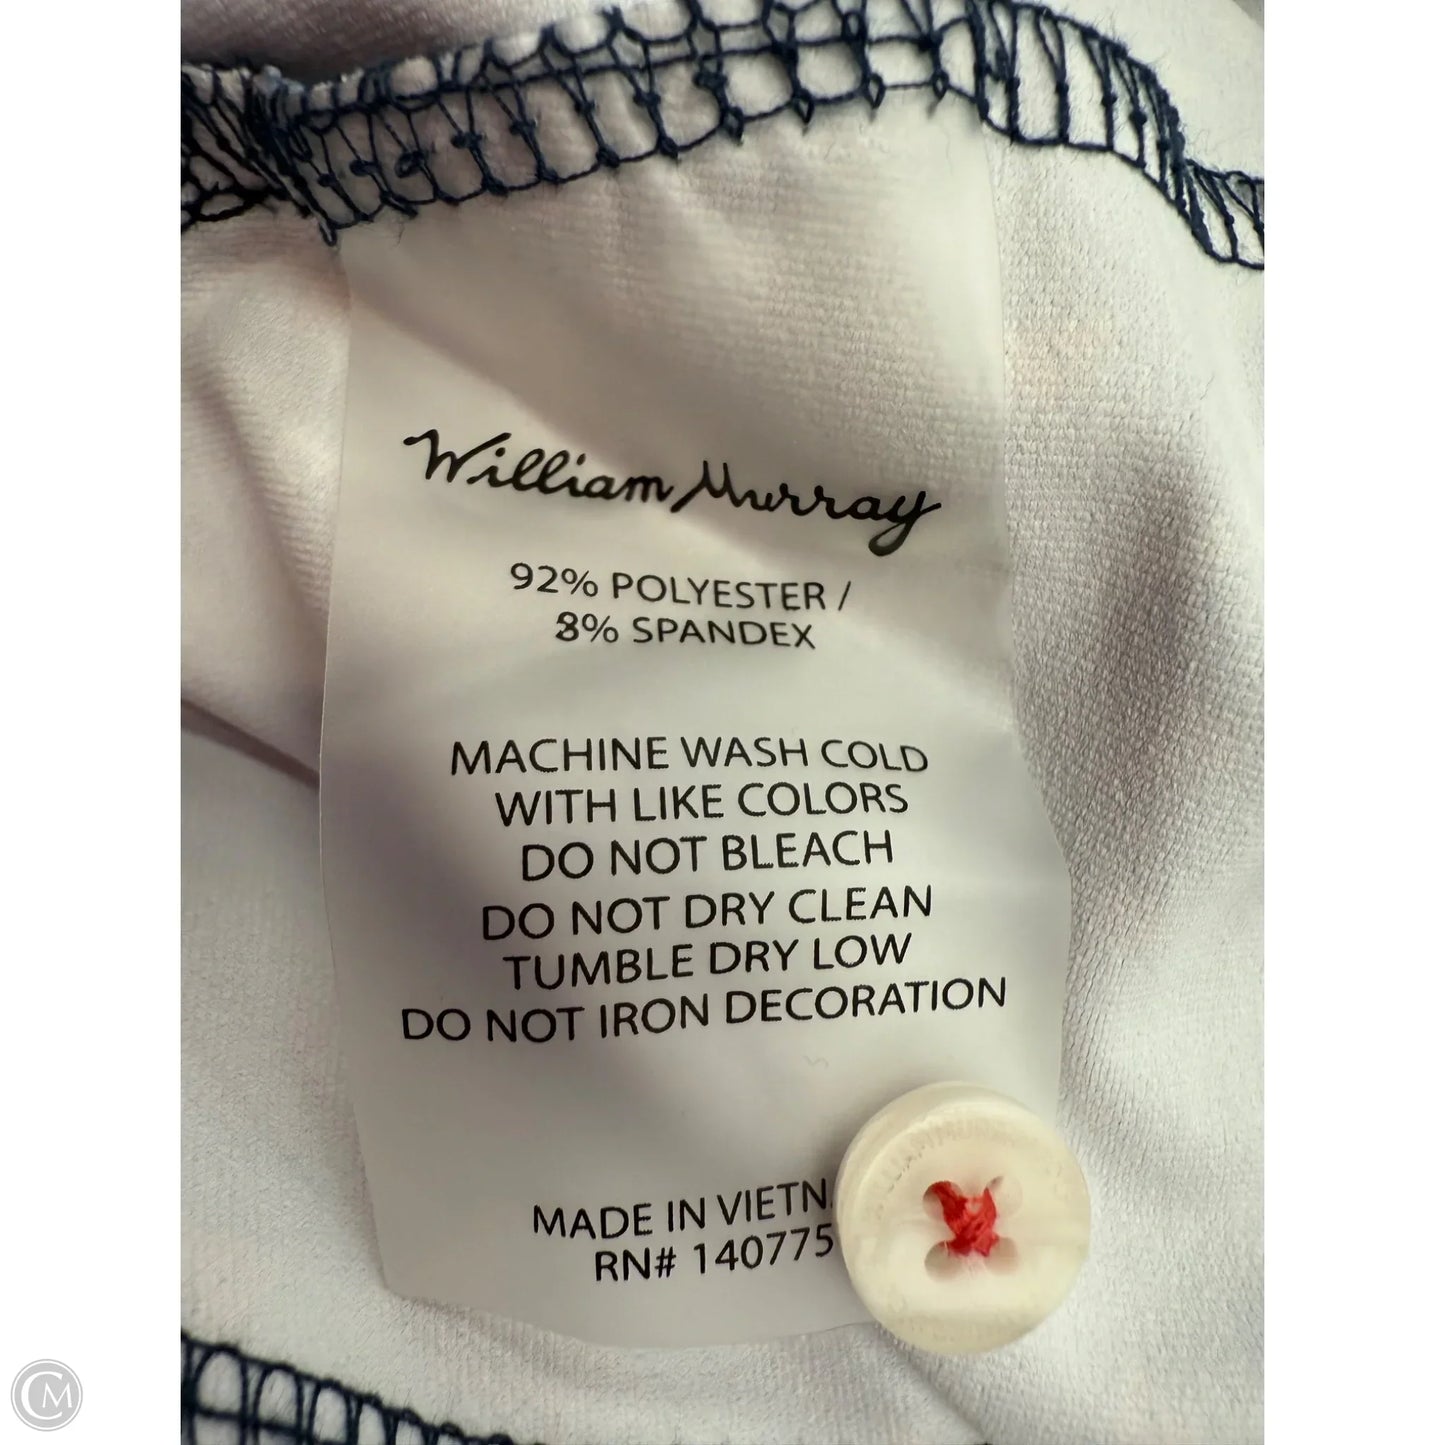 William Murray
92% POLYESTER /
8% SPANDEX
MACHINE WASH COLD
WITH LIKE COLORS
DO NOT BLEACH
DO NOT DRY CLEAN
TUMBLE DRY LOW
DO NOT IRON DECORATION
MADE IN VIETN
RN# 140775
CM